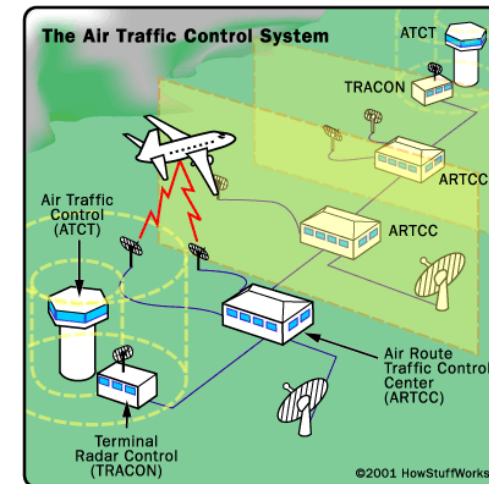 The Air Traffic Control System
ATCT
TRACON
ARTCC
ARTCC
Air Traffic
Control
(ATCT)
Air Route
Traffic Control
Center
(ARTCC)
Terminal
Radar Control
(TRACON)
©2001 HowStuffWorks